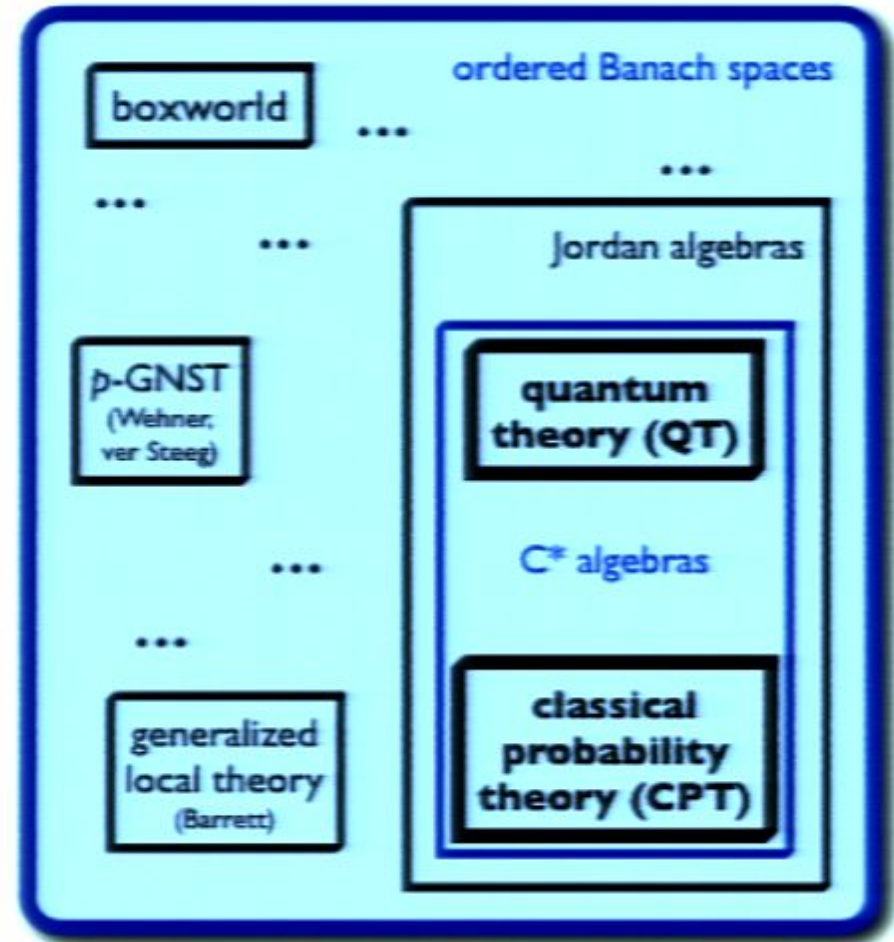 ordered Banach spaces
boxworld
...
...
...
...
Jordan algebras
p-GNST
(Wehner,
ver Steeg)
quantum
theory (QT)
C* algebras
...
...
generalized
local theory
(Barrett)
classical
probability
theory (CPT)